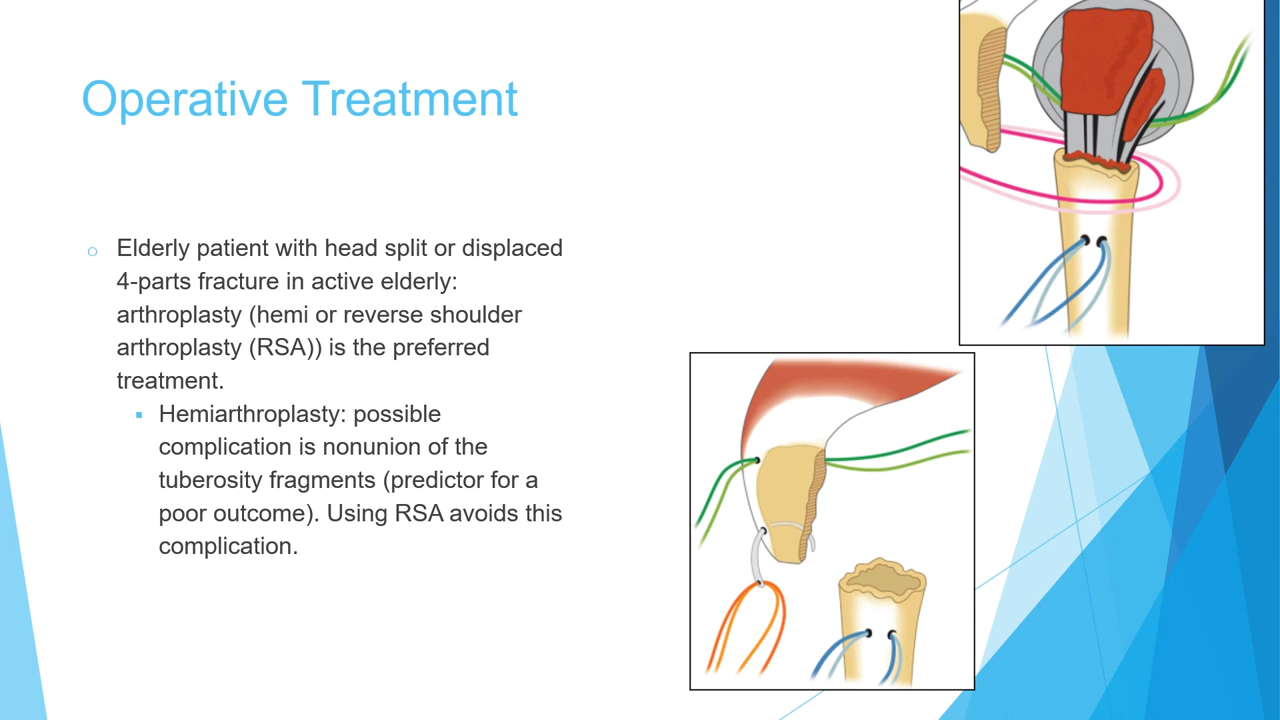 Operative Treatment
Elderly patient with head split or displaced
4-parts fracture in active elderly:
arthroplasty (hemi or reverse shoulder
arthroplasty (RSA)) is the preferred
treatment.
Hemiarthroplasty: possible
complication is nonunion of the
tuberosity fragments (predictor for a
poor outcome). Using RSA avoids this
complication.